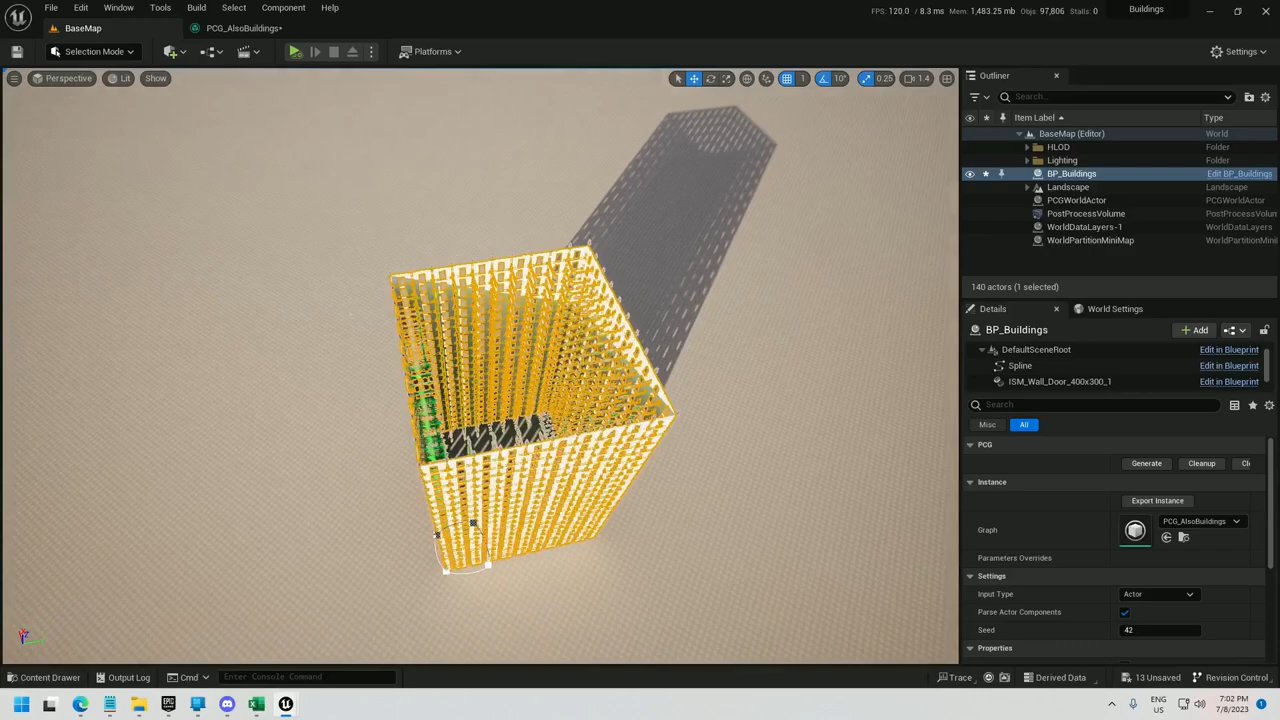 File Edit Window Tools Build Select Component Help
FPS: 120.0 / 8.3 ms Mem: 1,483.25 mb Objs: 97,806 Stalls: 0
Buildings
BaseMap
PCG_AlsoBuildings*
Selection Mode
Platforms
Settings
Perspective
Lit
Show
1
10°
0.25
1.4
Outliner
Search...
Item Label
Type
BaseMap (Editor) World
HLOD Folder
Lighting Folder
BP_Buildings Edit BP_Buildings
Landscape Landscape
PCGWorldActor PCGWorldActor
PostProcessVolume PostProcessVolun
WorldDataLayers-1 WorldDataLayers
WorldPartitionMiniMap WorldPartitionMin
140 actors (1 selected)
Details
World Settings
BP_Buildings
Add
DefaultSceneRoot Edit in Blueprint
Spline Edit in Blueprint
ISM_Wall_Door_400x300_1 Edit in Blueprint
Search
Misc
All
PCG
Generate
Cleanup
Cl
Instance
Export Instance
Graph
PCG_AlsoBuildings
Parameters Overrides
Settings
Input Type Actor
Parse Actor Components
Seed 42
Properties
Content Drawer
Output Log
Cmd
Enter Console Command
Trace
Derived Data
13 Unsaved
Revision Control
ENG
US
7:02 PM
7/8/2023